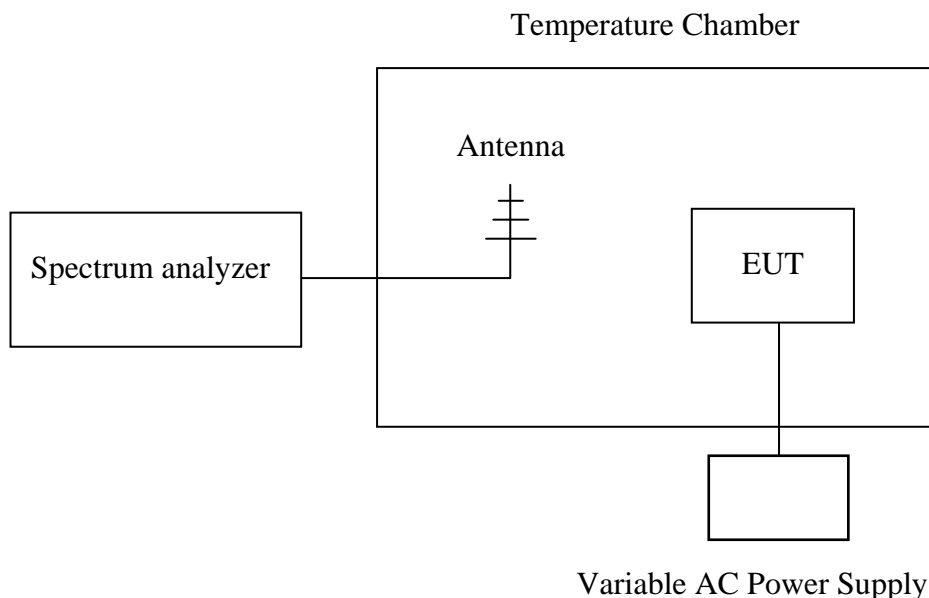 Temperature Chamber
Antenna
Spectrum analyzer
EUT
Variable AC Power Supply